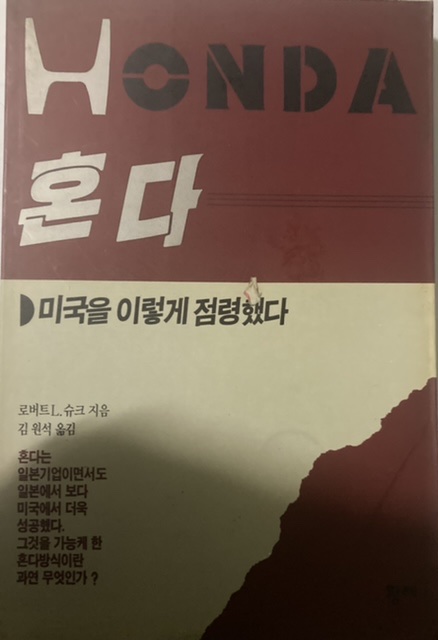 HONDA
혼다
미국을 이렇게 점령했다
로버트 L. 슈크 지음
김 원석 옮김
혼다는
일본기업이면서도
일본에서 보다
미국에서 더욱
성공했다.
그것을 가능케 한
혼다방식이란
과연 무엇인가?